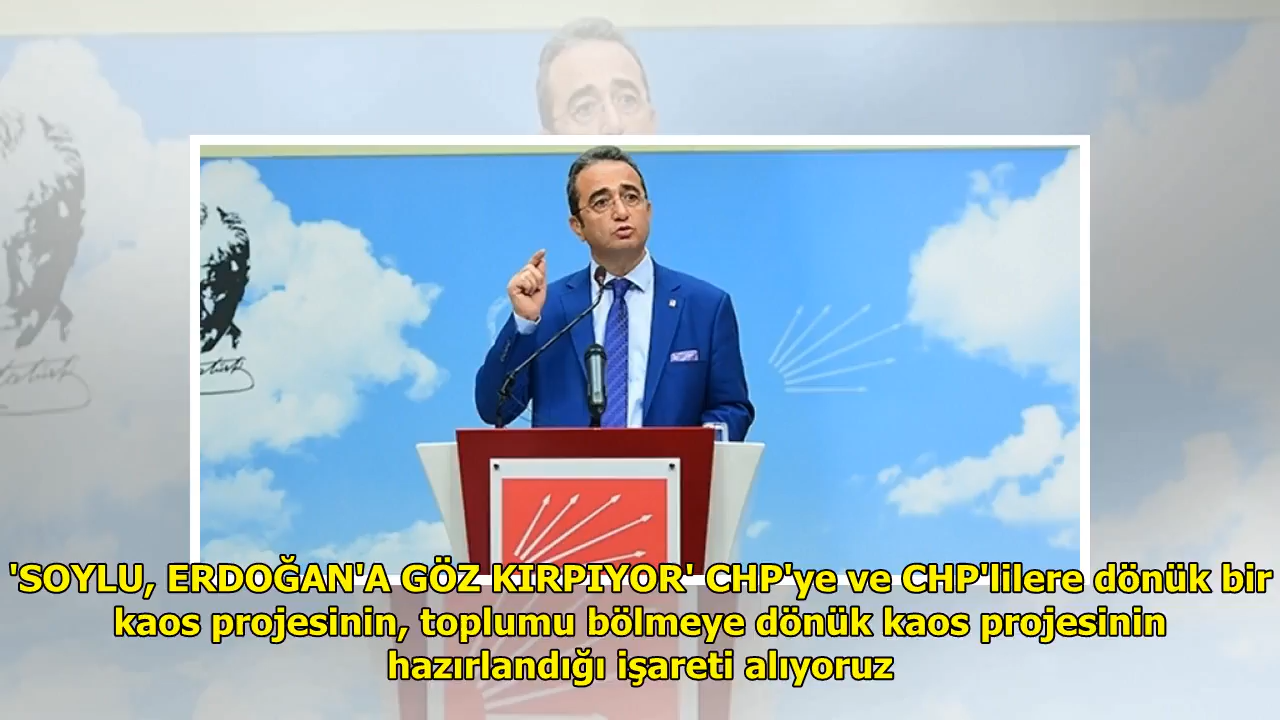 'SOYLU, ERDOĞAN'A GÖZ KIRPIYOR' CHP'ye ve CHP'lilere dönük bir
kaos projesinin, toplumu bölmeye dönük kaos projesinin
hazırlandığı işareti alıyoruz